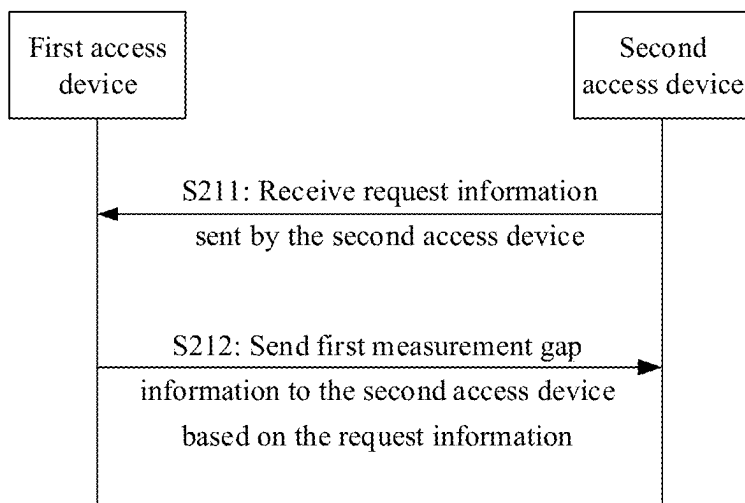 First access
device
Second
access device
S211: Receive request information
sent by the second access device
S212: Send first measurement gap
information to the second access device
based on the request information